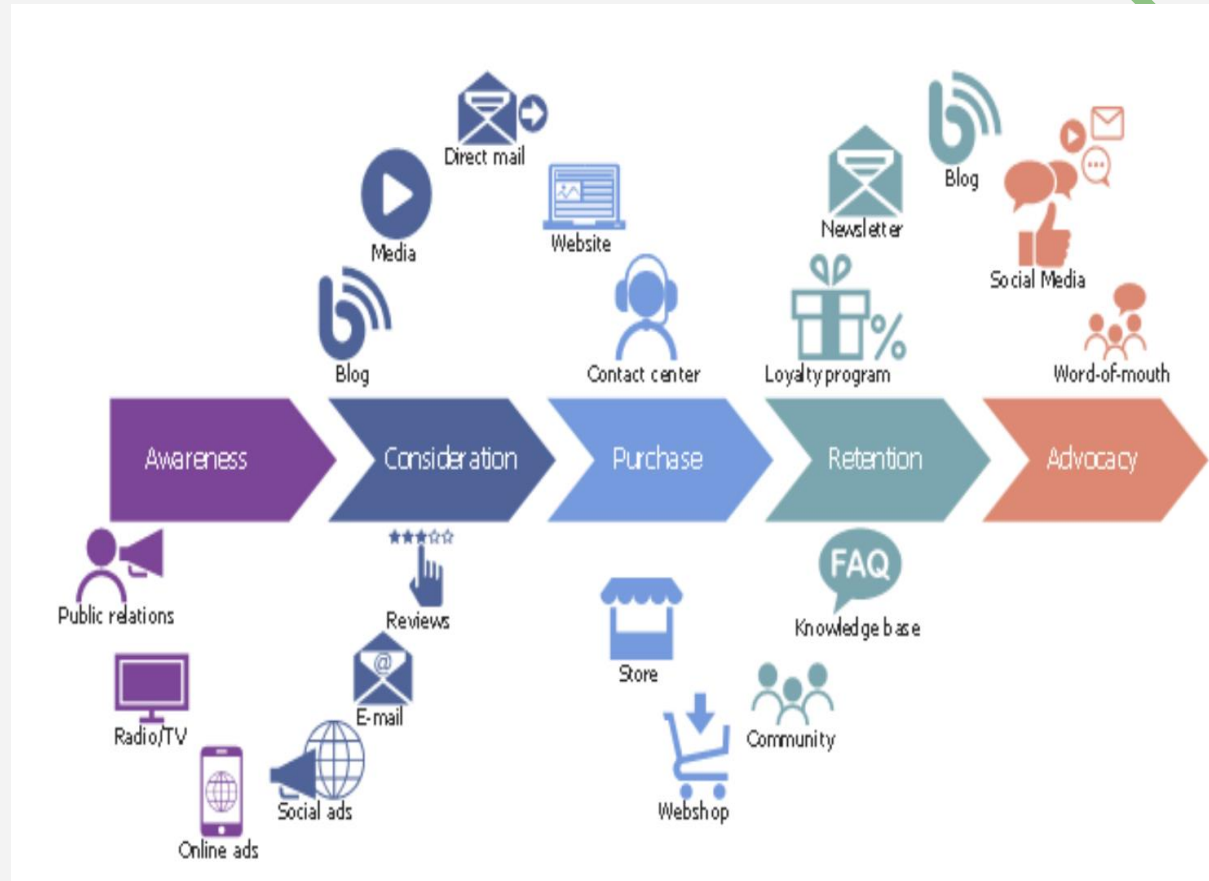 Direct mail
Media
Website
Blog
Contact center
Newsletter
Blog
Social Media
Loyalty program
Word-of-mouth
Awareness
Consideration
Purchase
Retention
Advocacy
Public relations
Reviews
FAQ
Knowledge base
Radio/TV
@
E-mail
Store
Community
Social ads
Online ads
Webshop
%